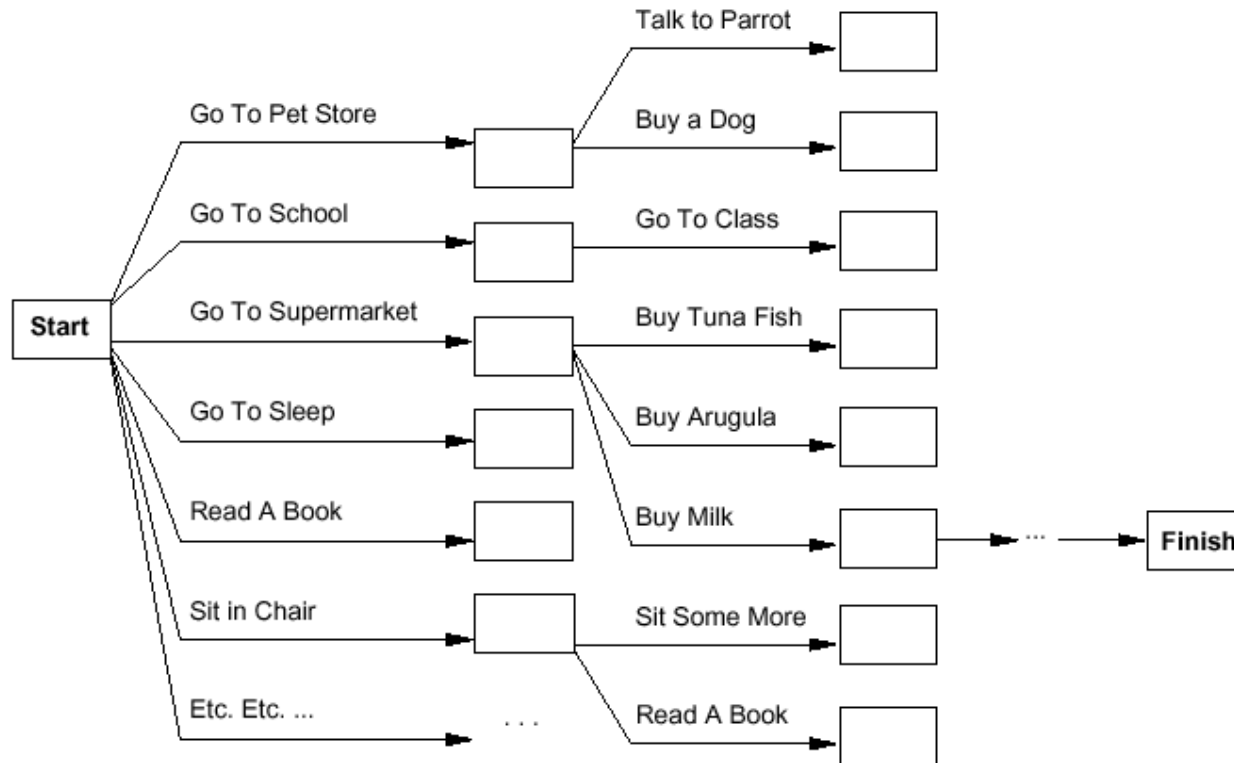 Talk to Parrot
Go To Pet Store
Buy a Dog
Go To School
Go To Class
Start
Go To Supermarket
Buy Tuna Fish
Go To Sleep
Buy Arugula
Read A Book
Buy Milk
...
Finish
Sit in Chair
Sit Some More
Etc. Etc. ...
. . .
Read A Book